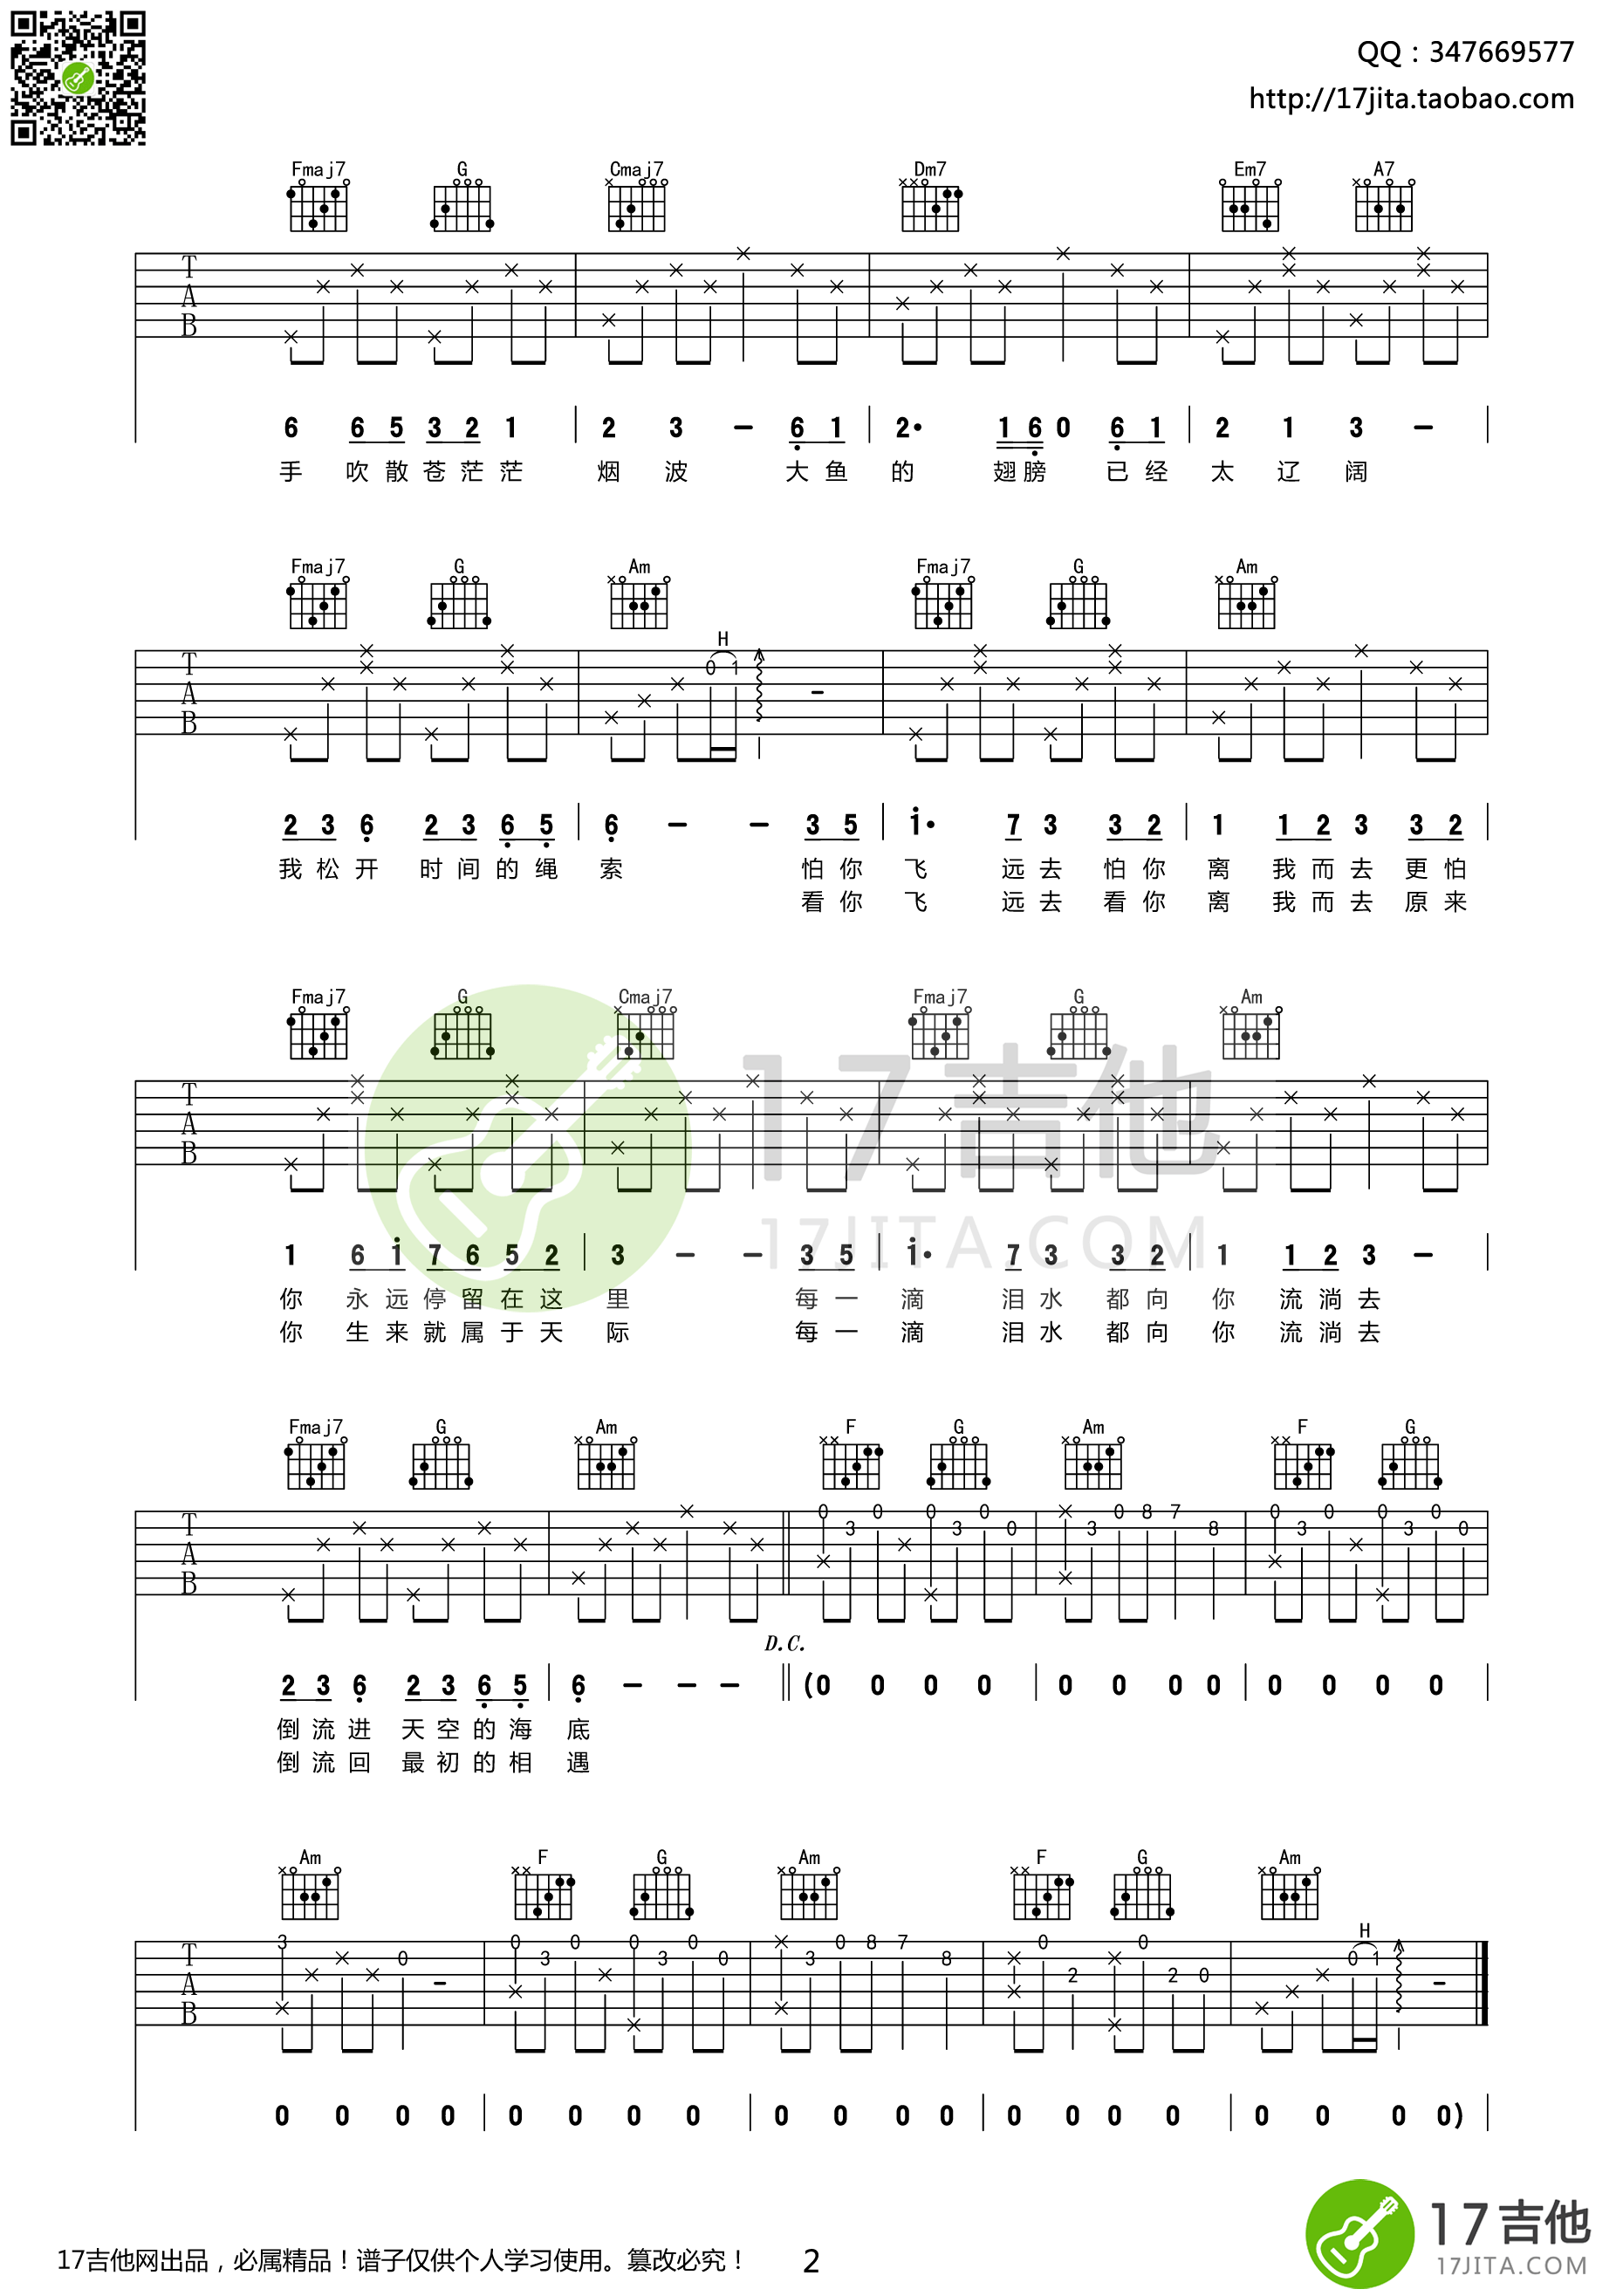 QQ：347669577
http://17jita.taobao.com
Fmaj7 G Cmaj7 Dm7 Em7 A7
T
A
B
6 6 5 3 2 1 2 3 - 6 1 2· 1 6 0 6 1 2 1 3 -
手 吹散苍茫茫 烟 波 大鱼 的 翅膀 已经 太 辽 阔
Fmaj7 G Am Fmaj7 G Am
H
T 0 1
A
B
2 3 6 2 3 6 5 6 - - 3 5 1· 7 3 3 2 1 1 2 3 3 2
我松开 时间的绳 索 怕你 飞 远去 怕你 离 我而去 更怕
看你 飞 远去 看你 离 我而去 原来
Fmaj7 G Cmaj7 Fmaj7 G Am
T
A
B
17吉他
17JITA.COM
1 6 1 7 6 5 2 3 - - 3 5 1· 7 3 3 2 1 1 2 3 -
你 永远停留在这 里 每一 滴 泪水 都向 你 流淌去
你 生来就属于天 际 每一 滴 泪水 都向 你 流淌去
Fmaj7 G Am F G Am F G
0 3 0 0 3 0 0 3 0 8 7 8 0 3 0 0 3 0 0
T
A
B
D.C.
2 3 6 2 3 6 5 6 - - - (0 0 0 0 0 0 0 0 0 0 0 0
倒流进 天空的海 底
倒流回 最初的相 遇
Am F G Am F G Am
H
3 0 0 3 0 0 3 0 0 3 0 8 7 8 0 2 0 2 0 0 1
T
A
B
0 0 0 0 0 0 0 0 0 0 0 0 0 0 0 0 0 0 0 0)
17吉他网出品，必属精品！谱子仅供个人学习使用。篡改必究！ 2
17吉他
17JITA.COM